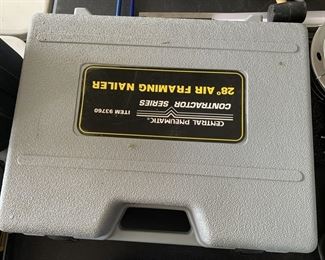 CENTRAL PNEUMATIC®
CONTRACTOR SERIES
28° AIR FRAMING NAILER
ITEM 93760